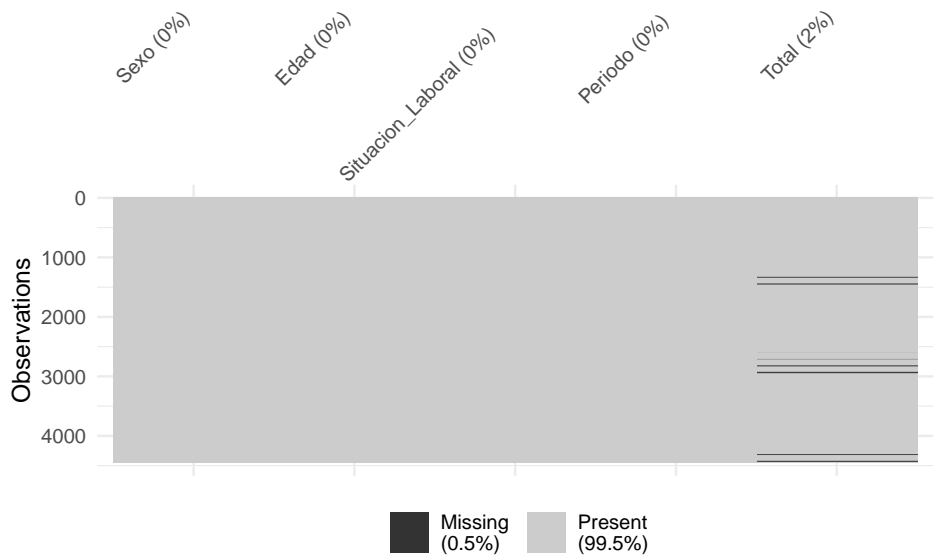 Sexo (0%)
Edad (0%)
Situacion_Laboral (0%)
Periodo (0%)
Total (2%)
0
1000
2000
3000
4000
Observations
Missing
(0.5%)
Present
(99.5%)